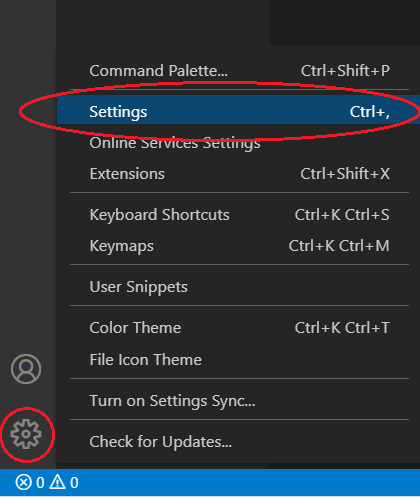 Command Palette... Ctrl+Shift+P
Settings Ctrl+,
Online Services Settings
Extensions Ctrl+Shift+X
Keyboard Shortcuts Ctrl+K Ctrl+S
Keymaps Ctrl+K Ctrl+M
User Snippets
Color Theme Ctrl+K Ctrl+T
File Icon Theme
Turn on Settings Sync...
Check for Updates...
0 0